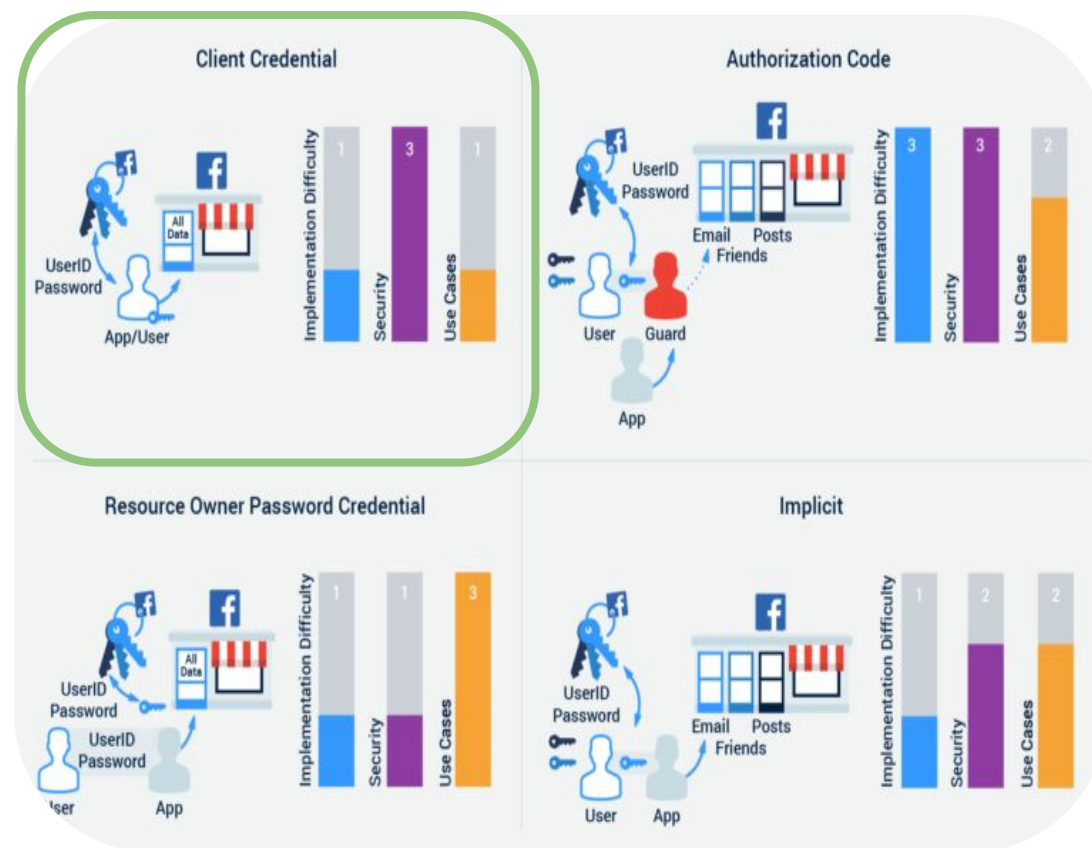 Client Credential
UserID
Password
All
Data
App/User
Implementation Difficulty
1
Security
3
Use Cases
1
Authorization Code
UserID
Password
Email
Posts
Friends
User
Guard
App
Implementation Difficulty
3
Security
3
Use Cases
2
Resource Owner Password Credential
UserID
Password
All
Data
UserID
Password
User
App
Implementation Difficulty
1
Security
1
Use Cases
3
Implicit
UserID
Password
Email
Posts
Friends
User
App
Implementation Difficulty
1
Security
2
Use Cases
2